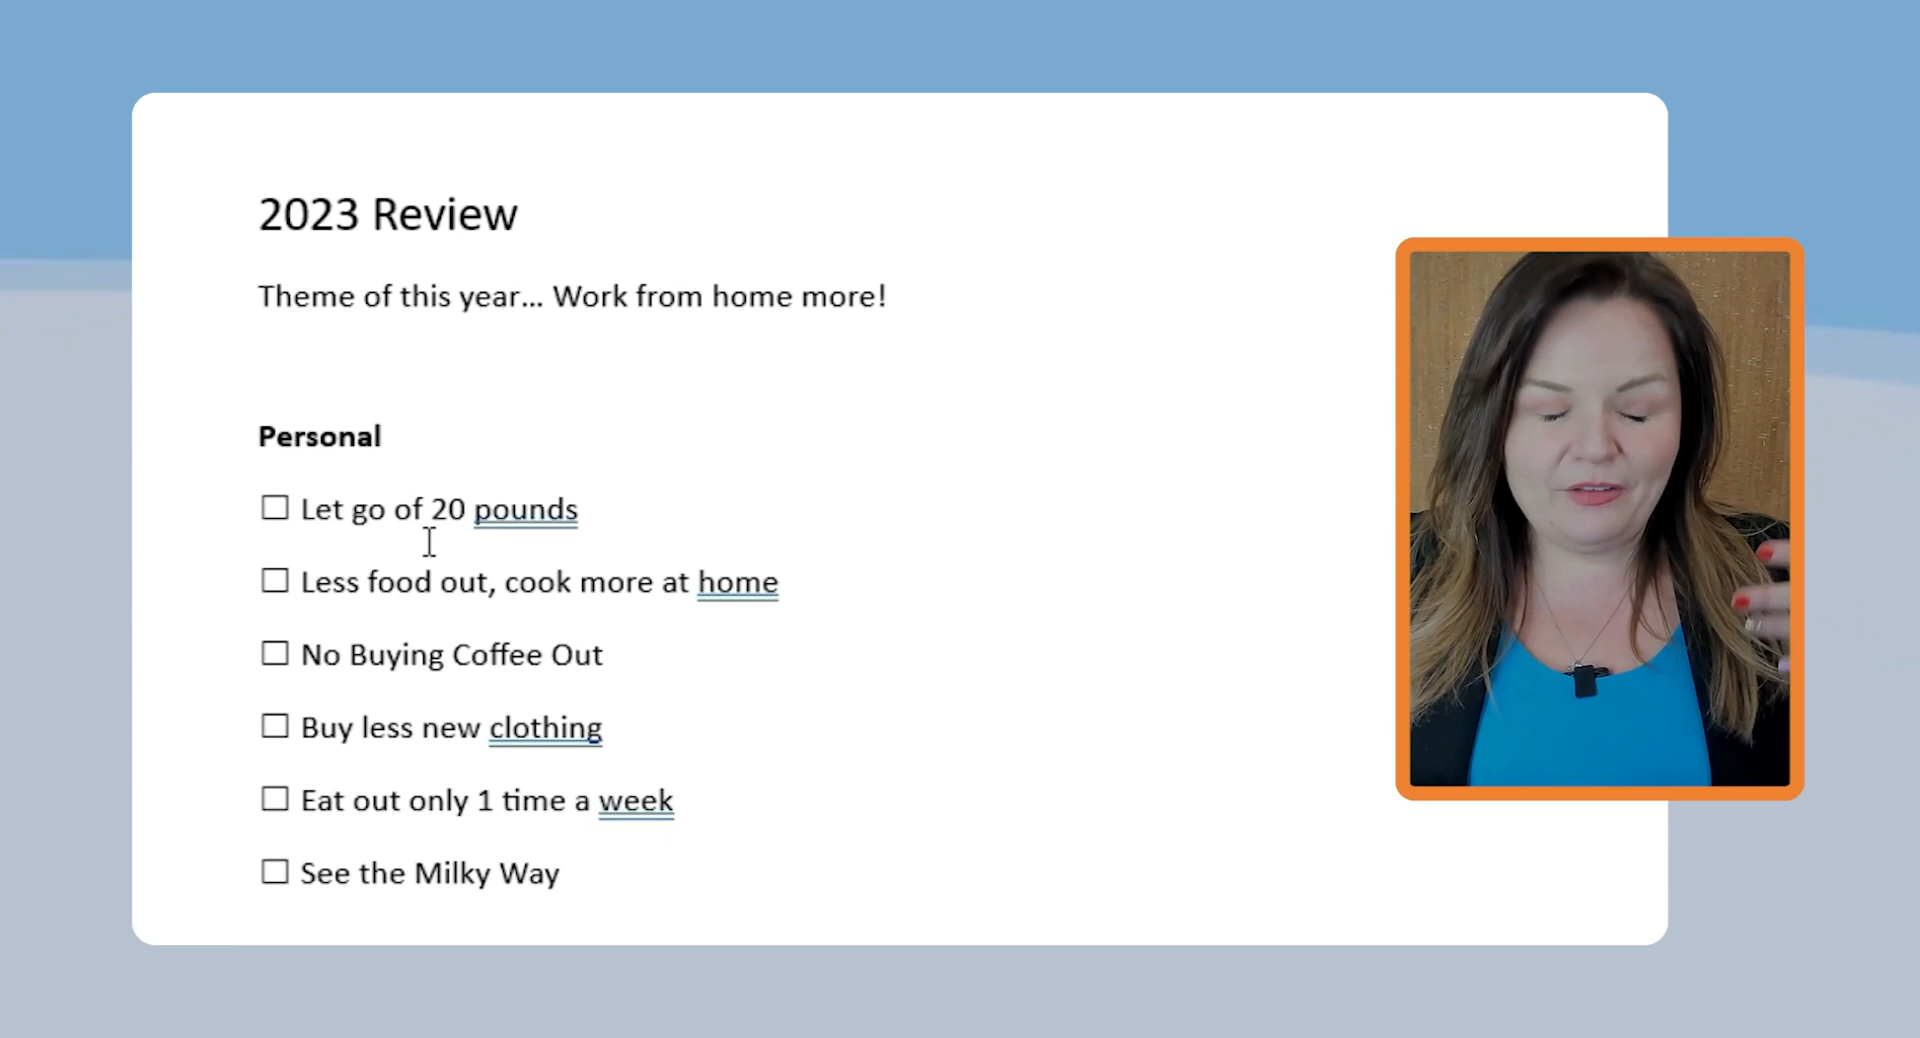 2023 Review
Theme of this year... Work from home more!
Personal
☐ Let go of 20 pounds
☐ Less food out, cook more at home
☐ No Buying Coffee Out
☐ Buy less new clothing
☐ Eat out only 1 time a week
☐ See the Milky Way